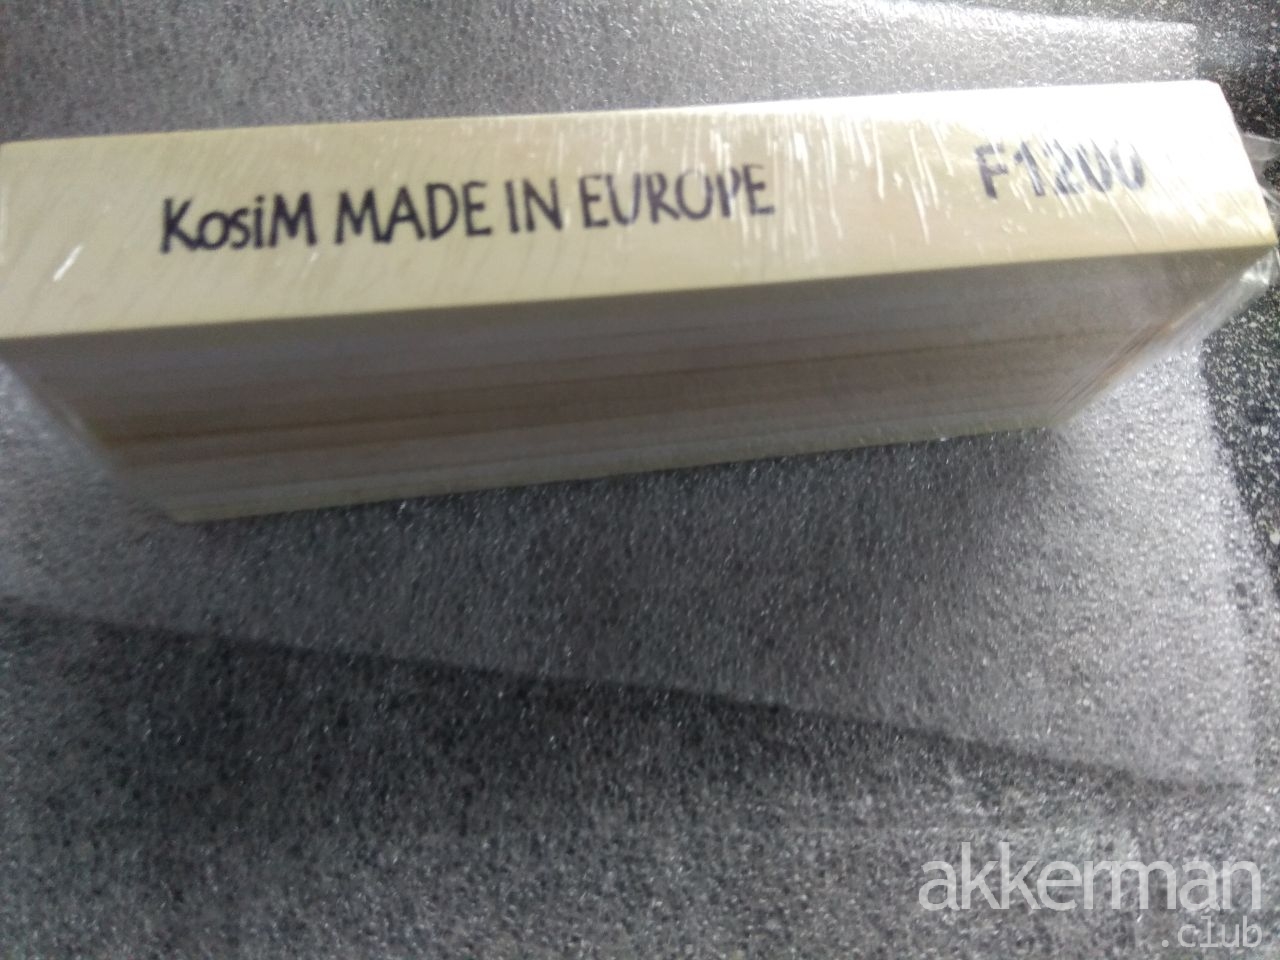 KosiM MADE IN EUROPE F1200
akkerman
.club